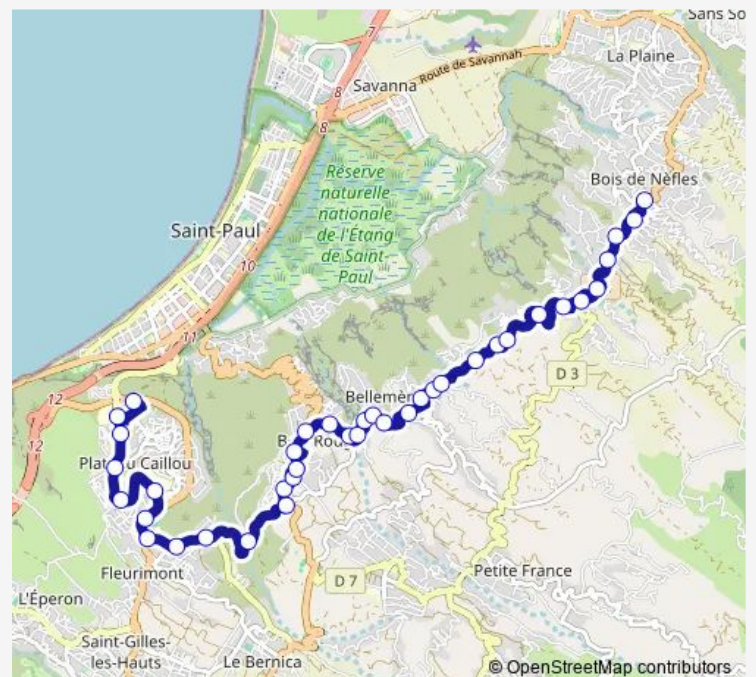 Sans So
La Plaine
7
Savanna
Route de Savannah
8
8
Réserve
naturelle
nationale
de l'Étang
de Saint-
Paul
Bois de Nèfles
Saint-Paul
10
11
12
12
D 3
Bellemèn
Plat
Caillou
Fleurimont
L'Éperon
D 7
Petite France
Saint-Gilles-
les-Hauts
Le Bernica
© OpenStreetMap contributors